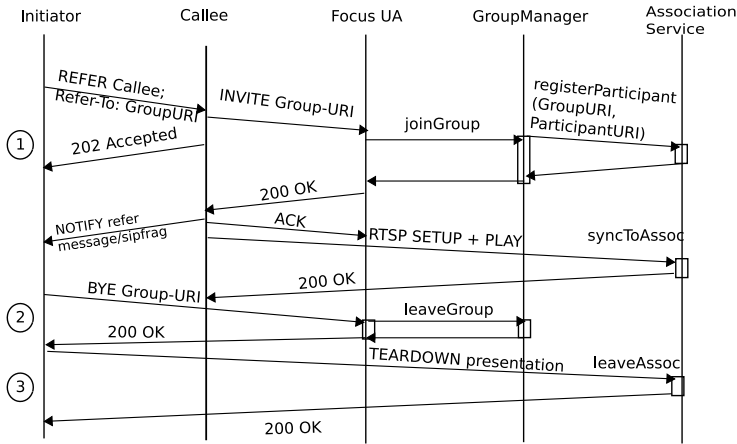 Initiator
Callee
Focus UA
GroupManager
Association
Service
REFER Callee;
Refer-To: GroupURI
INVITE Group-URI
joinGroup
registerParticipant
(GroupURI,
ParticipantURI)
1
202 Accepted
200 OK
NOTIFY refer
message/sipfrag
ACK
RTSP SETUP + PLAY
syncToAssoc
200 OK
BYE Group-URI
2
leaveGroup
200 OK
TEARDOWN presentation
leaveAssoc
3
200 OK